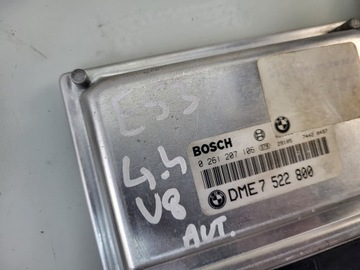 E53
4.4
V8
AUT.
BOSCH
0 261 207 106
DME 7 522 800